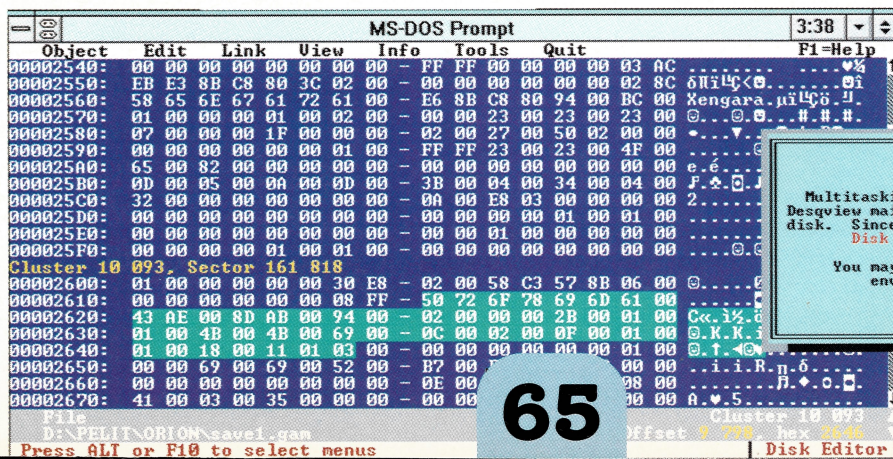 MS-DOS Prompt 3:38
Object Edit Link View Info Tools Quit F1=Help
00002540: 00 00 00 00 00 00 00 00 - FF FF 00 00 00 00 03 AC
00002550: EB E3 8B C8 80 3C 02 00 - 00 00 00 00 00 00 02 8C
00002560: 58 65 6E 67 61 72 61 00 - E6 8B C8 80 94 00 BC 00 Xengara.
00002570: 01 00 00 00 01 00 02 00 - 00 00 23 00 23 00 23 00
00002580: 07 00 00 00 1F 00 00 00 - 02 00 27 00 50 02 00 00
00002590: 00 00 00 00 00 00 01 00 - FF FF 23 00 23 00 4F 00
000025A0: 65 00 82 00 00 00 00 00 - 00 00 00 00 00 00 00 00 e.é.....
000025B0: 0D 00 05 00 0A 00 0D 00 - 3B 00 04 00 34 00 04 00
000025C0: 32 00 00 00 00 00 00 00 - 0A 00 E8 03 00 00 00 00 2.......
000025D0: 00 00 00 00 00 00 00 00 - 00 00 00 00 01 00 01 00
000025E0: 00 00 00 00 00 00 00 00 - 00 00 01 00 00 00 00 00
000025F0: 00 00 00 00 01 00 01 00 - 00 00 00 00 00 00 00 00
Cluster 10 093, Sector 161 818
00002600: 01 00 00 00 00 00 30 E8 - 02 00 58 C3 57 8B 06 00
00002610: 00 00 00 00 00 00 08 FF - 50 72 6F 78 69 6D 61 00
00002620: 43 AE 00 8D AB 00 94 00 - 02 00 00 00 2B 00 01 00
00002630: 01 00 4B 00 4B 00 69 00 - 0C 00 02 00 0F 00 01 00
00002640: 01 00 18 00 11 01 03 00 - 00 00 00 00 00 00 01 00
00002650: 00 00 69 00 69 00 52 00 - B7 00 00 00 ..i.i.R.
00002660: 00 00 00 00 00 00 00 00 - 0E 00 08 00
00002670: 41 00 03 00 35 00 00 00 - 00 00 00 00 A.♥.5...
Multitaski
Desqview ma
disk. Since
Disk
You may
env
65
File Cluster 10 093
D:\PELIT\ORION\save1.gam Offset 9 798, hex 2646
Press ALT or F10 to select menus Disk Editor